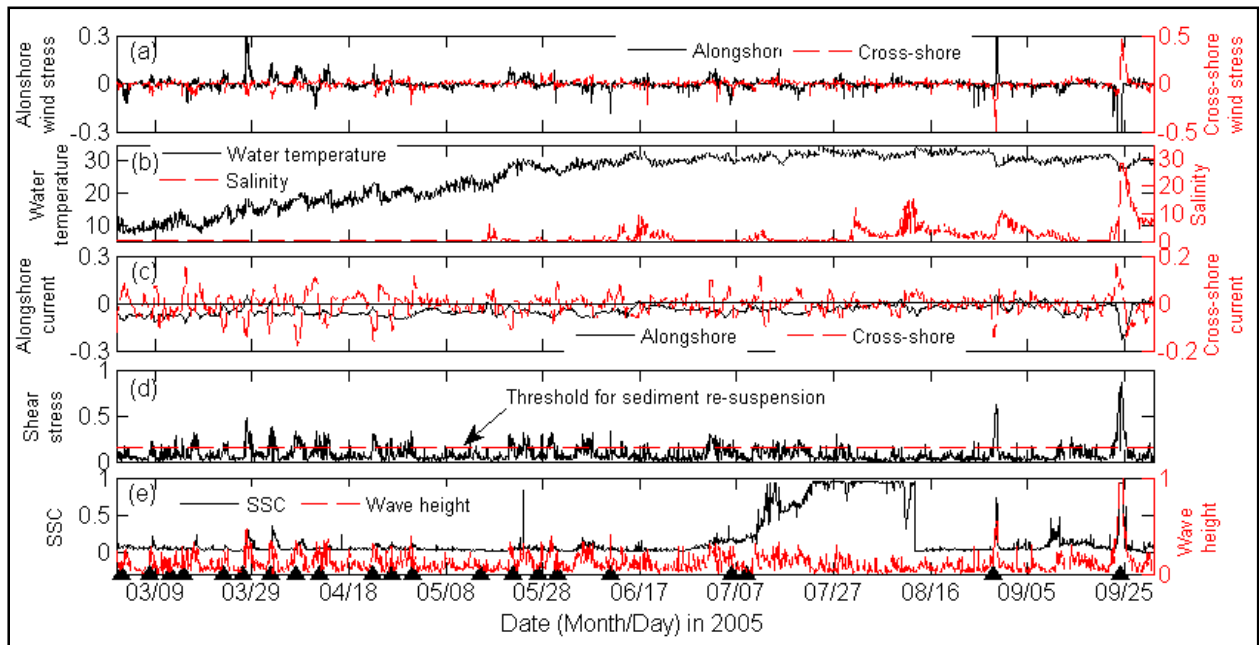 (a)
Alongshore
Cross-shore
Alonshore
wind stress
0.3
0
-0.3
0.5
0
-0.5
Cross-shore
wind stress
(b)
Water temperature
Salinity
Water
temperature
30
20
10
30
20
10
0
Salinity
(c)
Alongshore
current
0.3
0
-0.3
0.2
0
-0.2
Cross-shore
current
Alongshore
Cross-shore
(d)
Threshold for sediment re-suspension
Shear
stress
1
0.5
0
(e)
SSC
Wave height
SSC
1
0.5
0
1
0
Wave
height
03/09 03/29 04/18 05/08 05/28 06/17 07/07 07/27 08/16 09/05 09/25
Date (Month/Day) in 2005